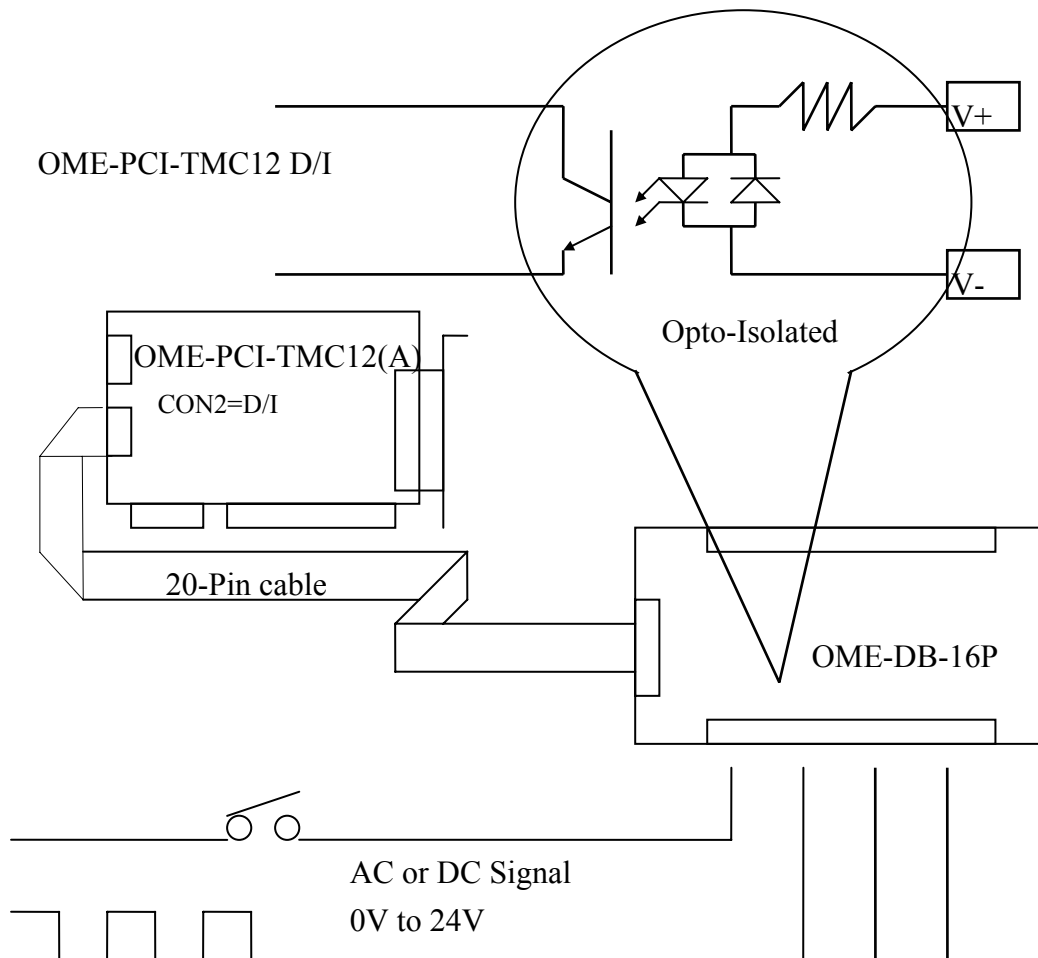 V+
OME-PCI-TMC12 D/I
V-
Opto-Isolated
OME-PCI-TMC12(A)
CON2=D/I
20-Pin cable
OME-DB-16P
AC or DC Signal
0V to 24V